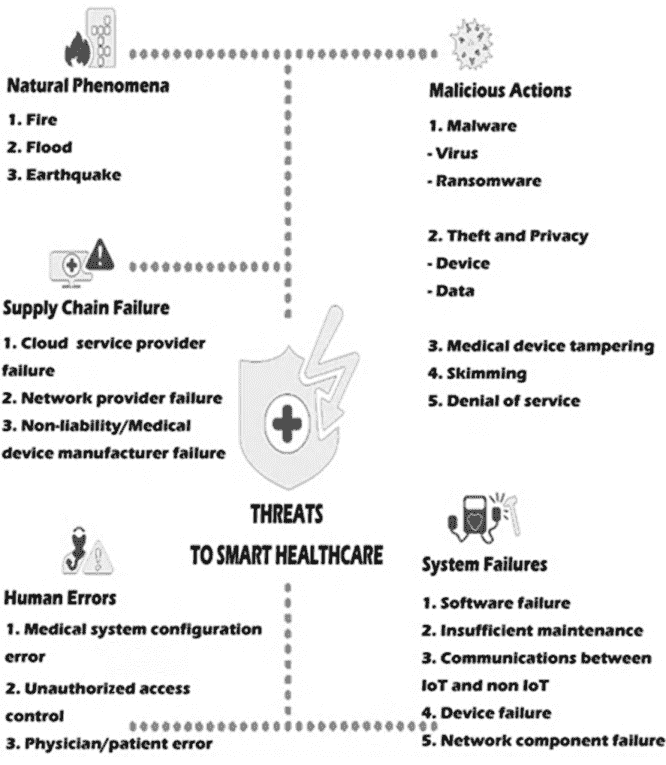 Natural Phenomena
1. Fire
2. Flood
3. Earthquake
Malicious Actions
1. Malware
- Virus
- Ransomware
2. Theft and Privacy
- Device
- Data
3. Medical device tampering
4. Skimming
5. Denial of service
Supply Chain Failure
1. Cloud service provider
failure
2. Network provider failure
3. Non-liability/Medical
device manufacturer failure
THREATS
TO SMART HEALTHCARE
Human Errors
1. Medical system configuration
error
2. Unauthorized access
control
3. Physician/patient error
System Failures
1. Software failure
2. Insufficient maintenance
3. Communications between
IoT and non IoT
4. Device failure
5. Network component failure